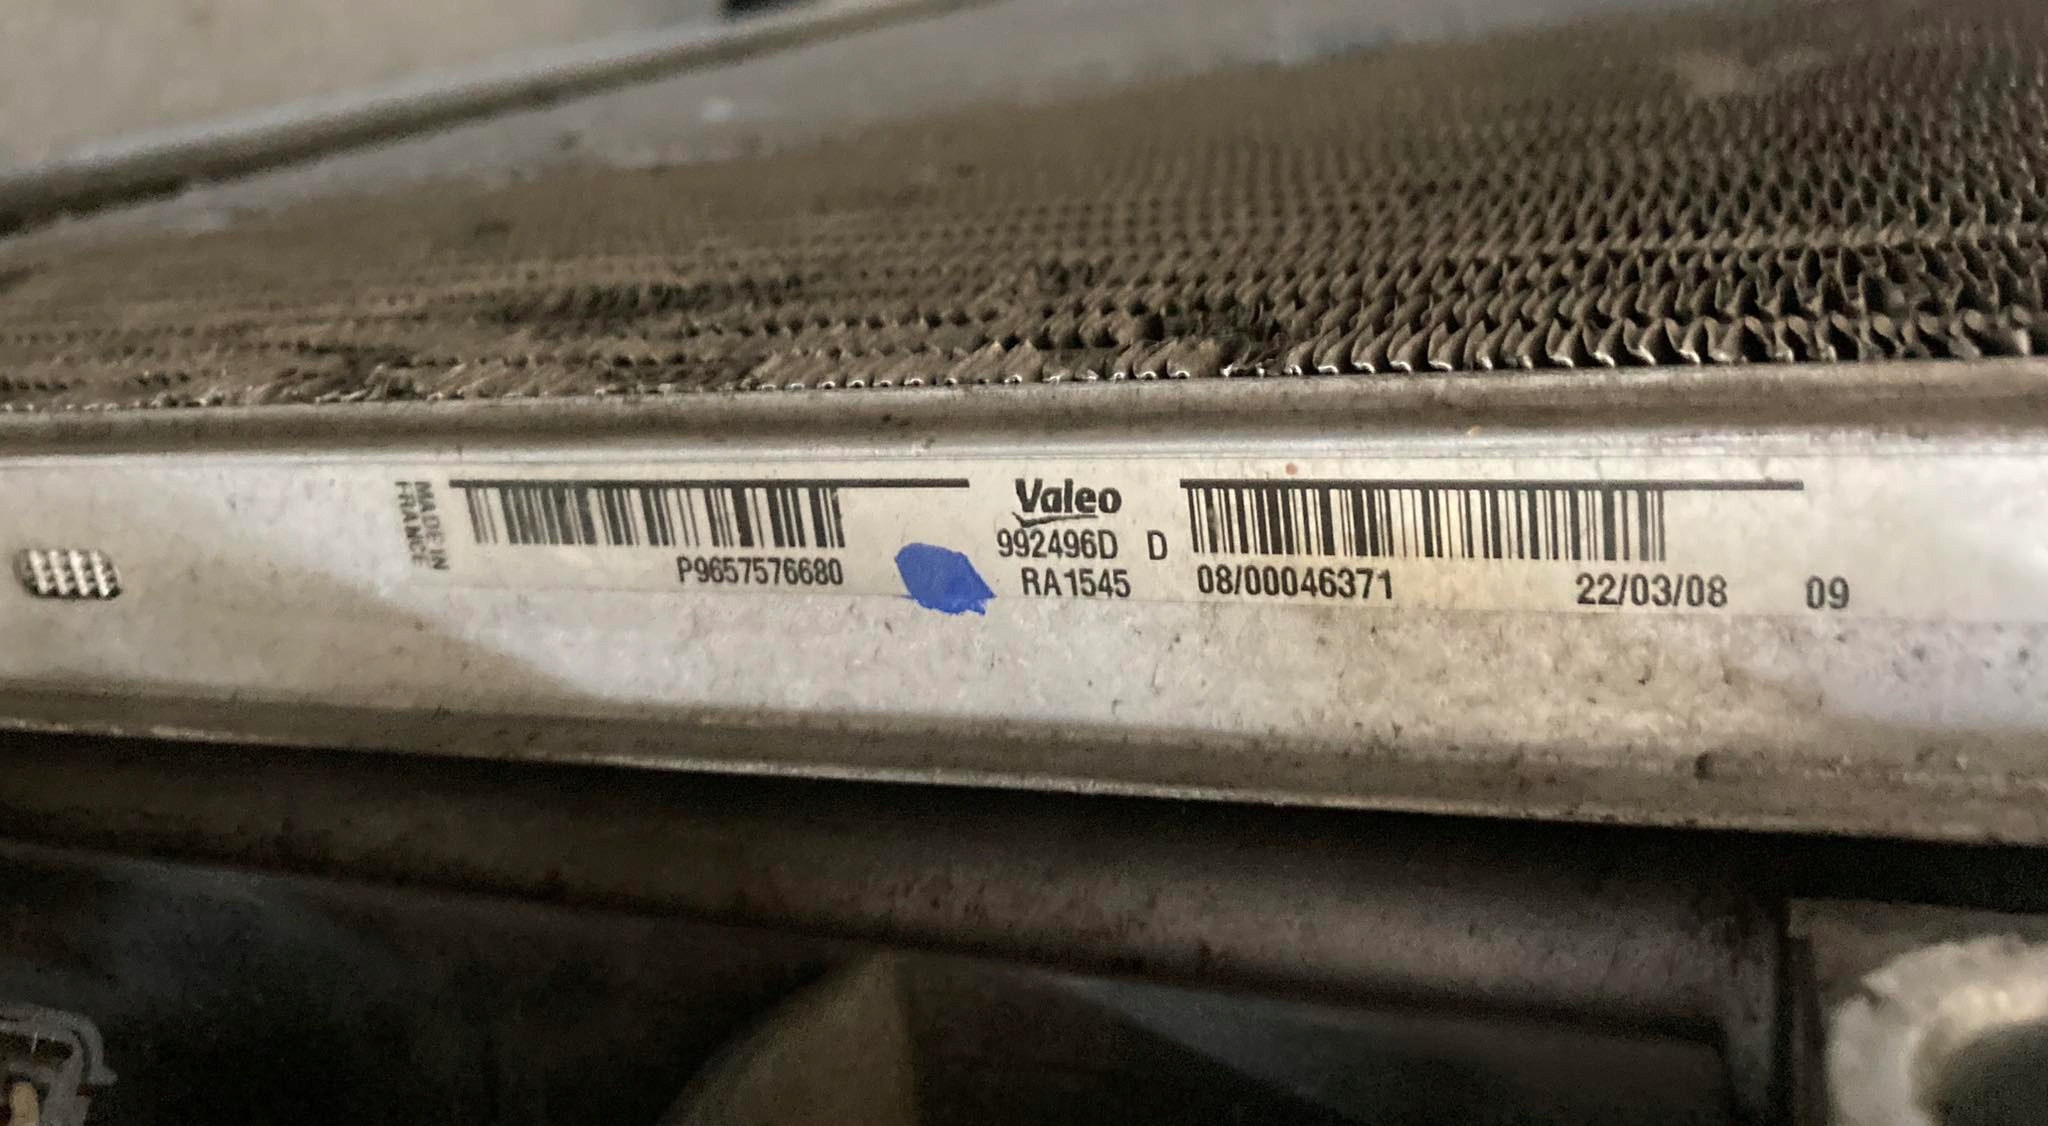 MADE IN
FRANCE
P9657576680
Valeo
992496D D
RA1545
08/00046371 22/03/08 09